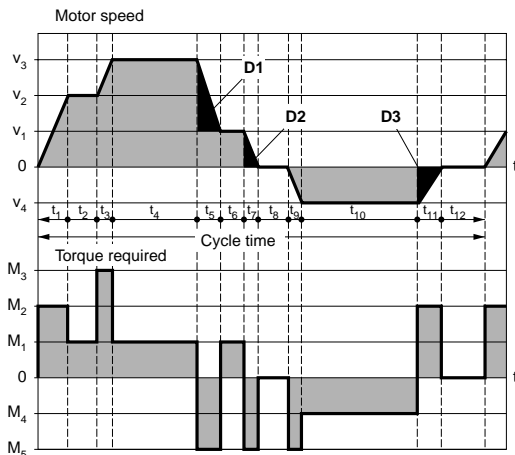 Motor speed
v3
D1
v2
D2
D3
v1
0
t
v4
t1 t2 t3 t4 t5 t6 t7 t8 t9 t10 t11 t12
Cycle time
Torque required
M3
M2
M1
0
t
M4
M5